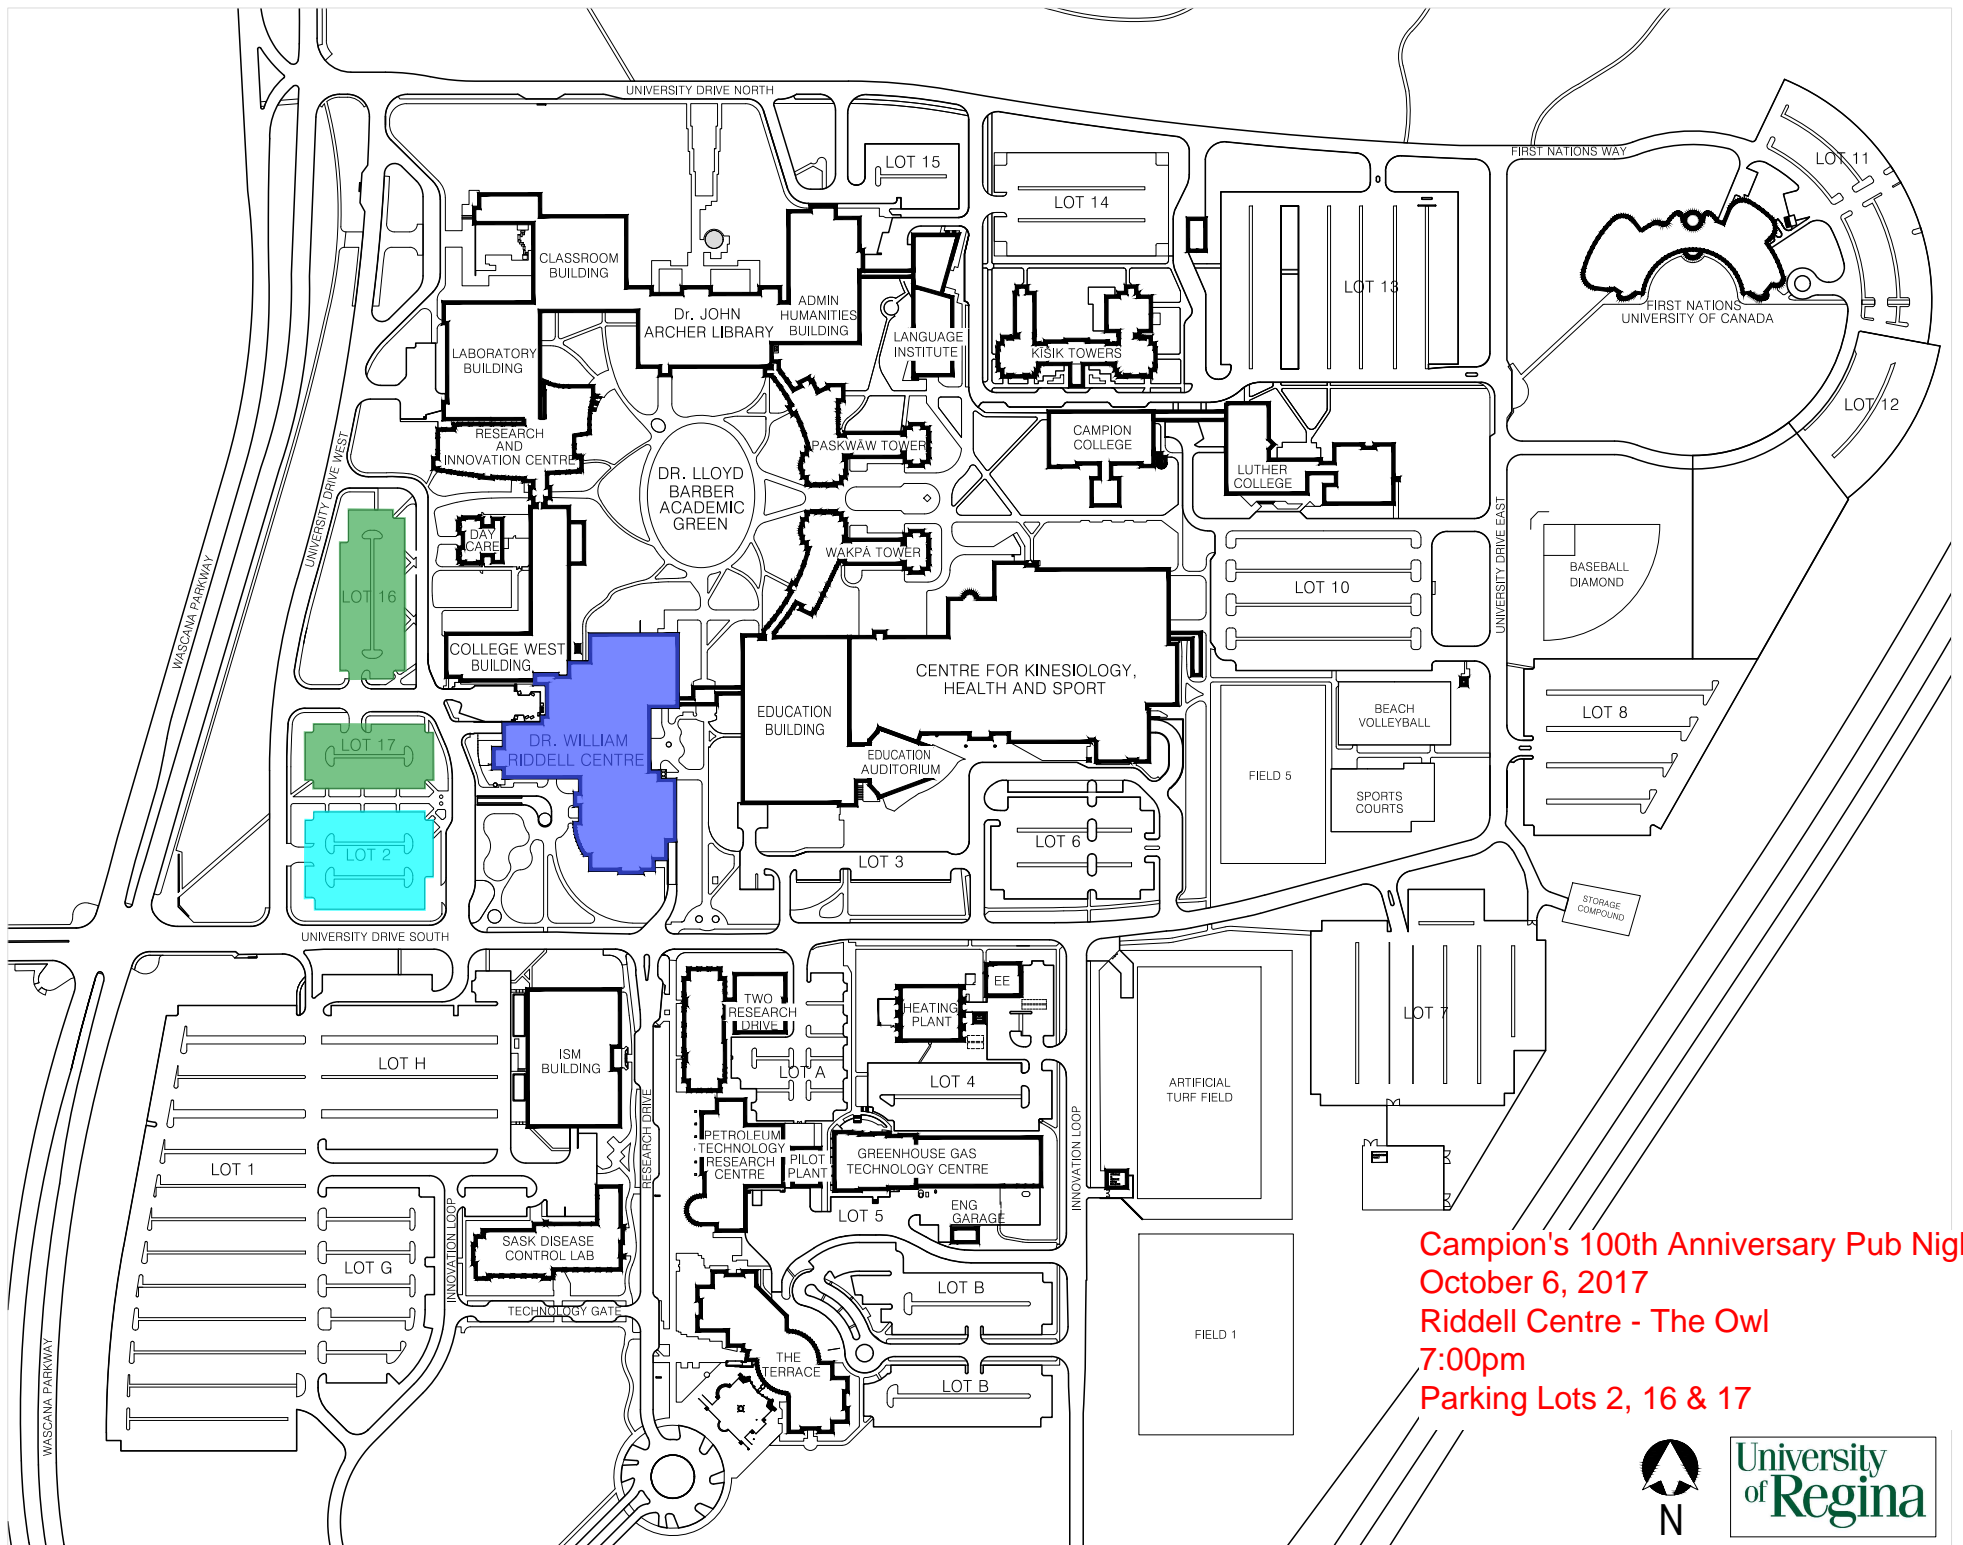 UNIVERSITY DRIVE NORTH
FIRST NATIONS WAY
LOT 11
LOT 15
LOT 14
CLASSROOM
BUILDING
LOT 13
ADMIN
HUMANITIES
BUILDING
Dr. JOHN
ARCHER LIBRARY
FIRST NATIONS
UNIVERSITY OF CANADA
LANGUAGE
INSTITUTE
KĪSIK TOWERS
LABORATORY
BUILDING
LOT 12
RESEARCH
AND
INNOVATION CENTRE
PASKWĀW TOWER
CAMPION
COLLEGE
LUTHER
COLLEGE
UNIVERSITY DRIVE WEST
DR. LLOYD
BARBER
ACADEMIC
GREEN
DAY
CARE
WAKPĀ TOWER
UNIVERSITY DRIVE EAST
BASEBALL
DIAMOND
LOT 10
WASCANA PARKWAY
LOT 16
COLLEGE WEST
BUILDING
CENTRE FOR KINESIOLOGY,
HEALTH AND SPORT
EDUCATION
BUILDING
BEACH
VOLLEYBALL
LOT 8
LOT 17
DR. WILLIAM
RIDDELL CENTRE
EDUCATION
AUDITORIUM
FIELD 5
SPORTS
COURTS
LOT 2
LOT 3
LOT 6
STORAGE
COMPOUND
UNIVERSITY DRIVE SOUTH
TWO
RESEARCH
DRIVE
EE
HEATING
PLANT
LOT 7
ISM
BUILDING
LOT H
LOT A
LOT 4
ARTIFICIAL
TURF FIELD
RESEARCH DRIVE
INNOVATION LOOP
PETROLEUM
TECHNOLOGY
RESEARCH
CENTRE
PILOT
PLANT
GREENHOUSE GAS
TECHNOLOGY CENTRE
LOT 1
LOT 5
ENG
GARAGE
INNOVATION LOOP
SASK DISEASE
CONTROL LAB
LOT G
LOT B
TECHNOLOGY GATE
FIELD 1
THE
TERRACE
LOT B
WASCANA PARKWAY
Campion's 100th Anniversary Pub Nig
October 6, 2017
Riddell Centre - The Owl
7:00pm
Parking Lots 2, 16 & 17
N
University
of Regina